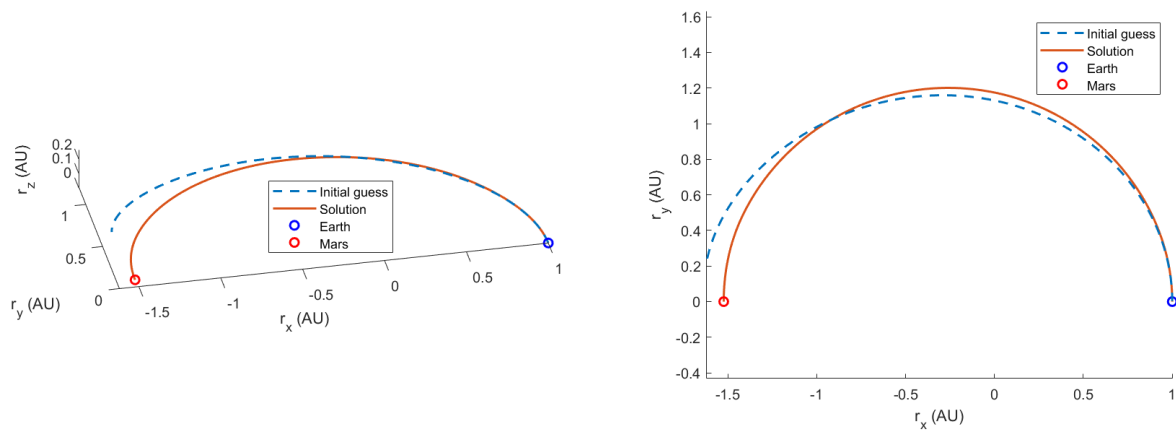 0.2
0.1
0
r_z (AU)
1
0.5
0
r_y (AU)
-1.5
-1
-0.5
0
0.5
1
r_x (AU)
Initial guess
Solution
Earth
Mars
1.6
1.4
1.2
1
0.8
0.6
0.4
0.2
0
-0.2
-0.4
r_y (AU)
-1.5
-1
-0.5
0
0.5
1
r_x (AU)
Initial guess
Solution
Earth
Mars